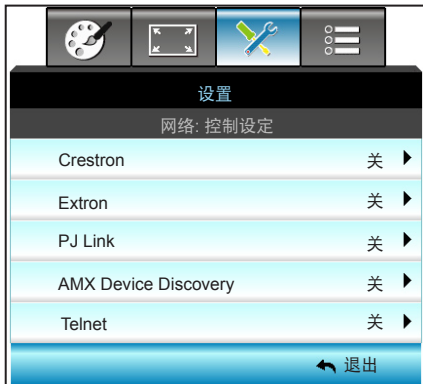 设置
网络: 控制设定
Crestron 关
Extron 关
PJ Link 关
AMX Device Discovery 关
Telnet 关
退出